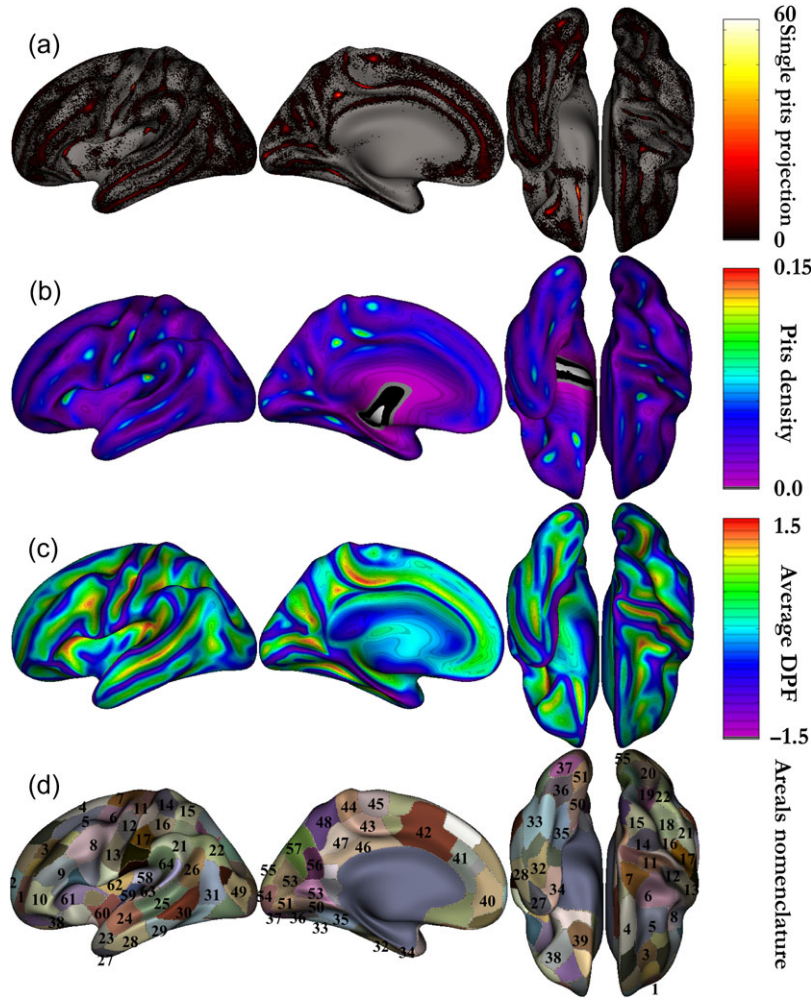 (a)
60
Single pits projection
0
(b)
0.15
Pits density
0.0
(c)
1.5
Average DPF
-1.5
(d)
Areals nomenclature
4 11 14
5 6 12 16 15
3 8 17
13 21 22
9 64
2 62 58 26
1 10 61 59 63 31 49
38 60 24 25 30
23 28 29
27
44 45
48 43 42
57 47 46
55 56 41
54 53 53
51 50 40
37 36 35
33 32 34
37 51
36 50
33 35
28 32 34
27
38 39
55 20
19 22
15 18 21
14 16 17
11 12
7 13
6
4 5 8
3
1